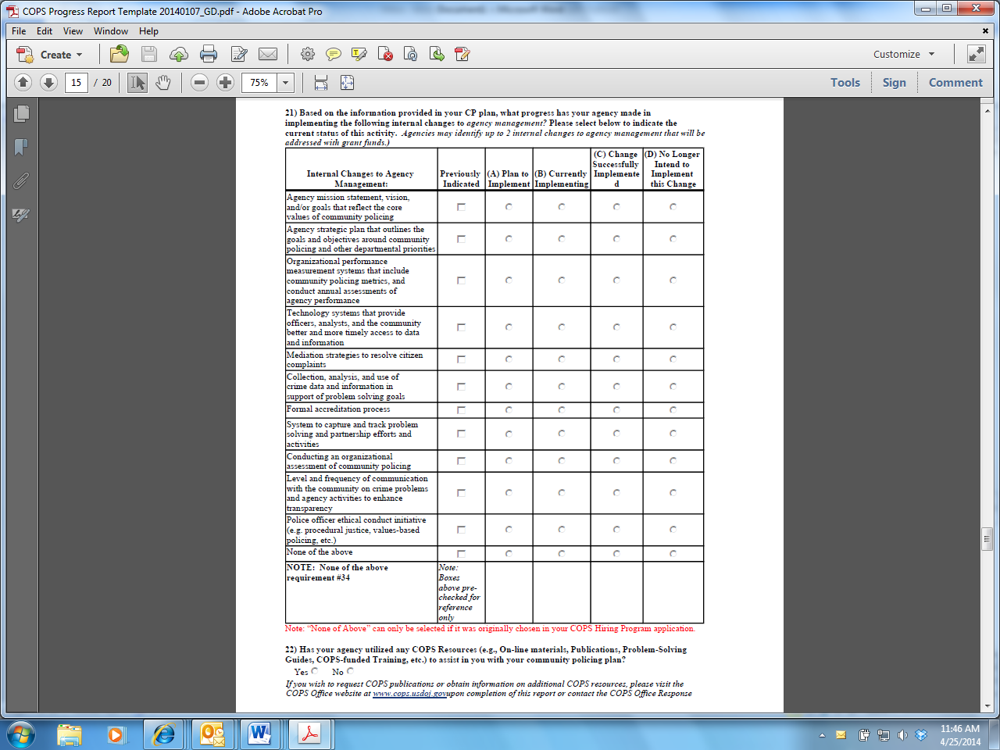 COPS Progress Report Template 20140107_GD.pdf - Adobe Acrobat Pro
File Edit View Window Help
Create
Customize
15 / 20
75%
Tools Sign Comment
21) Based on the information provided in your CP plan, what progress has your agency made in
implementing the following internal changes to agency management? Please select below to indicate the
current status of this activity. Agencies may identify up to 2 internal changes to agency management that will be
addressed with grant funds.)
Internal Changes to Agency
Management:
Previously
Indicated
(A) Plan to
Implement
(B) Currently
Implementing
(C) Change
Successfully
Implemente
d
(D) No Longer
Intend to
Implement
this Change
Agency mission statement, vision,
and/or goals that reflect the core
values of community policing
Agency strategic plan that outlines the
goals and objectives around community
policing and other departmental priorities
Organizational performance
measurement systems that include
community policing metrics, and
conduct annual assessments of
agency performance
Technology systems that provide
officers, analysts, and the community
better and more timely access to data
and information
Mediation strategies to resolve citizen
complaints
Collection, analysis, and use of
crime data and information in
support of problem solving goals
Formal accreditation process
System to capture and track problem
solving and partnership efforts and
activities
Conducting an organizational
assessment of community policing
Level and frequency of communication
with the community on crime problems
and agency activities to enhance
transparency
Police officer ethical conduct initiative
(e.g. procedural justice, values-based
policing, etc.)
None of the above
NOTE: None of the above
requirement #34
Note:
Boxes
above pre-
checked for
reference
only
Note: “None of Above” can only be selected if it was originally chosen in your COPS Hiring Program application.
22) Has your agency utilized any COPS Resources (e.g., On-line materials, Publications, Problem-Solving
Guides, COPS-funded Training, etc.) to assist in you with your community policing plan?
Yes No
If you wish to request COPS publications or obtain information on additional COPS resources, please visit the
COPS Office website at www.cops.usdoj.govupon completion of this report or contact the COPS Office Response
11:46 AM
4/25/2014